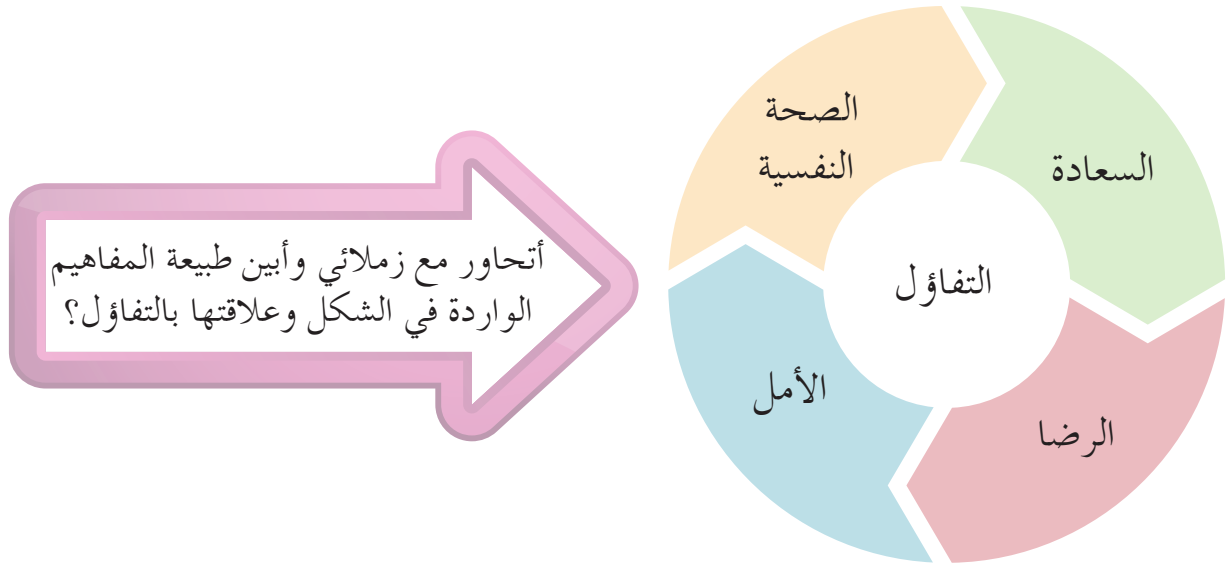 أتحاور مع زملائي وأبين طبيعة المفاهيم
الواردة في الشكل وعلاقتها بالتفاؤل؟
التفاؤل
السعادة
الرضا
الأمل
الصحة
النفسية